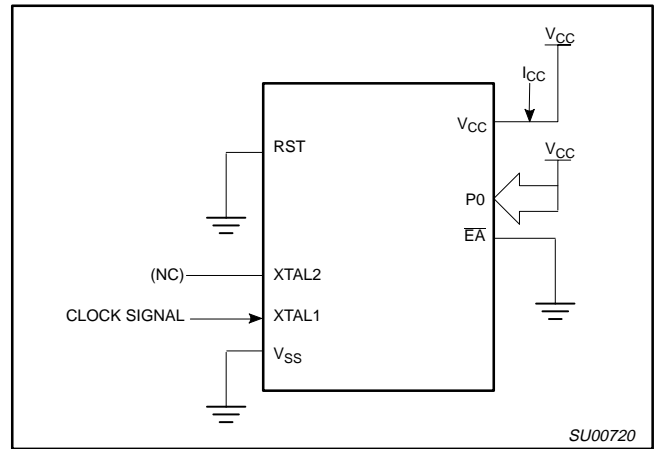 VCC
ICC
VCC
RST
VCC
P0
EA
(NC)
XTAL2
CLOCK SIGNAL
XTAL1
VSS
SU00720